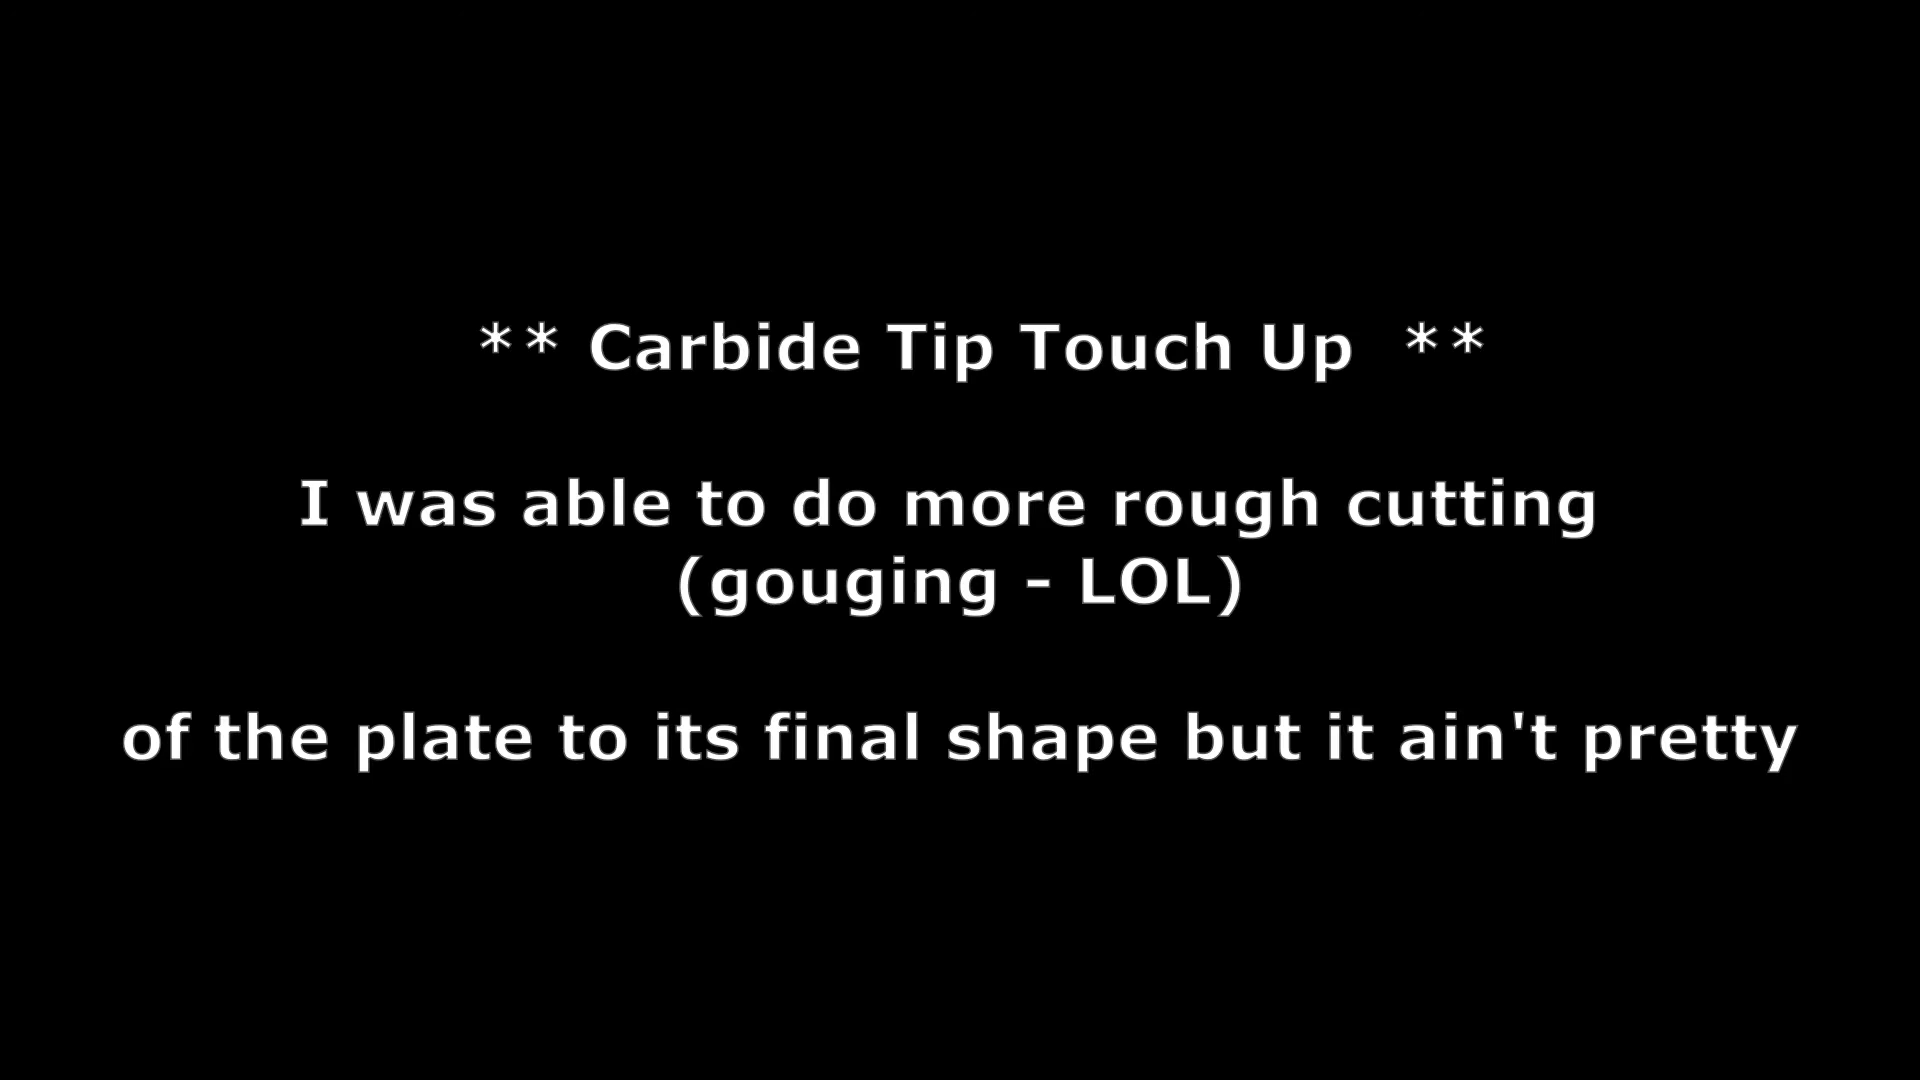 ** Carbide Tip Touch Up  **
I was able to do more rough cutting
(gouging - LOL)
of the plate to its final shape but it ain't pretty